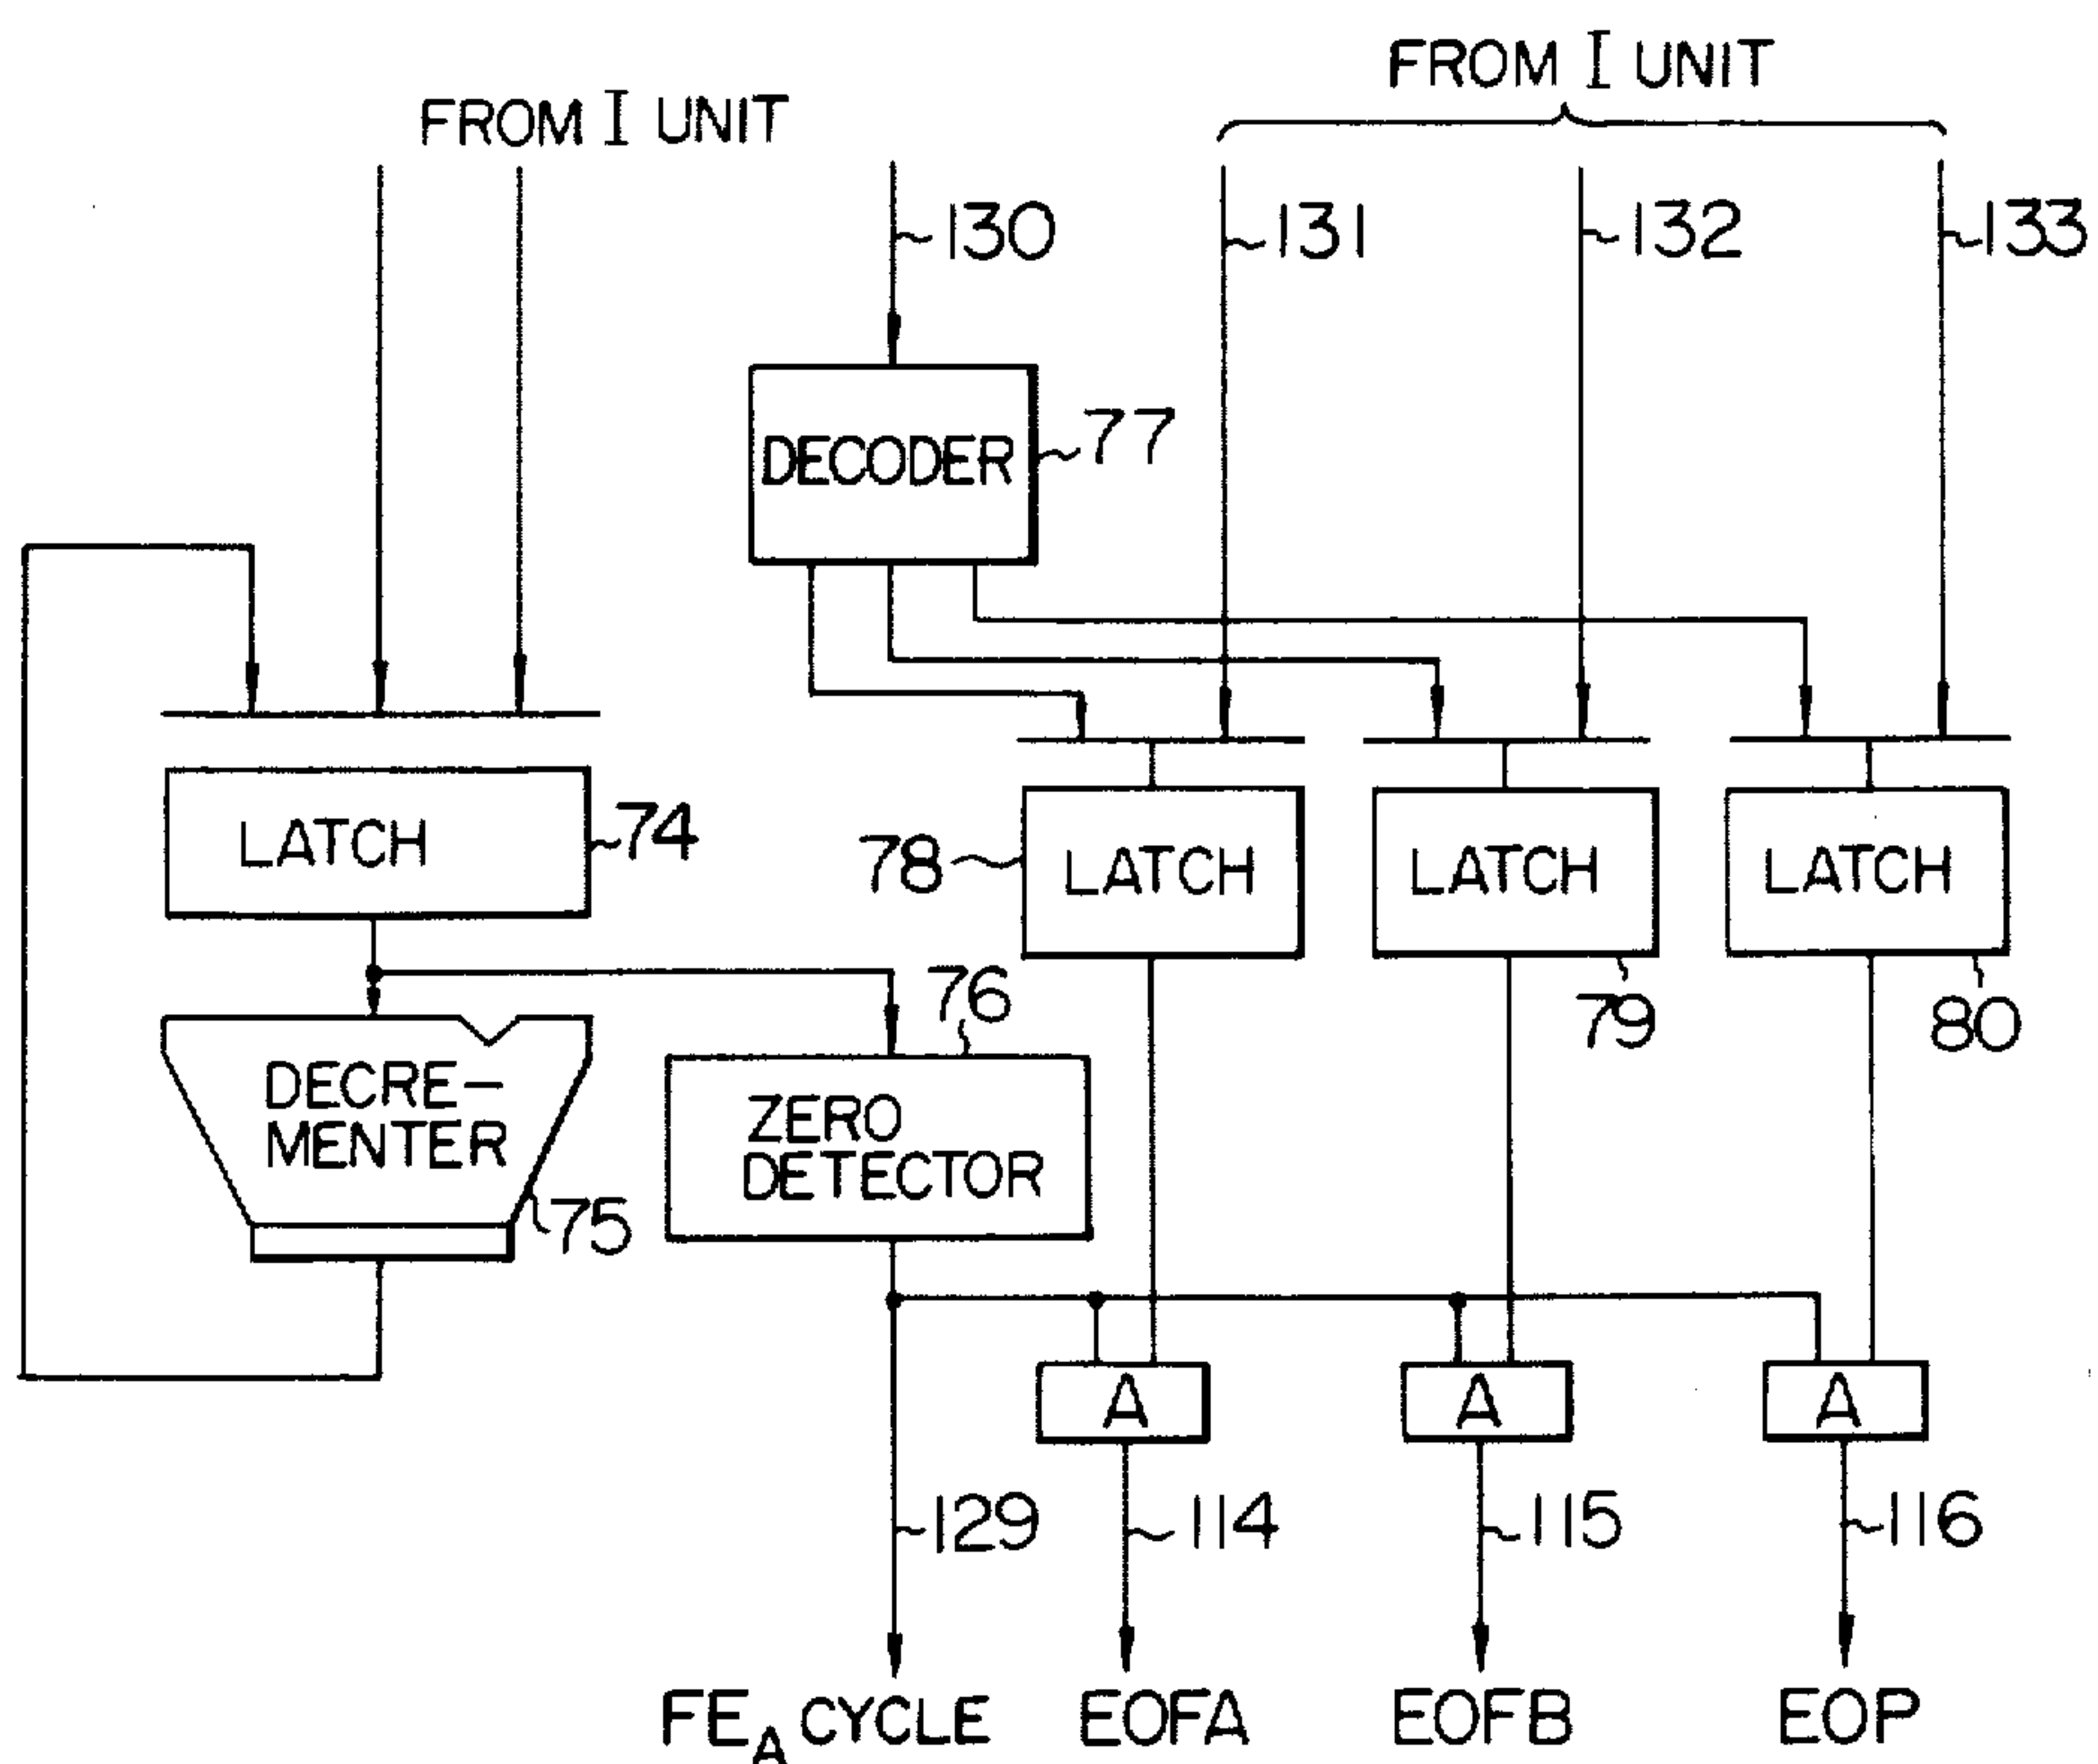 FROM I UNIT
FROM I UNIT
130
131
132
133
DECODER
77
LATCH
74
78
LATCH
LATCH
LATCH
79
80
76
DECRE-
MENTER
75
ZERO
DETECTOR
A
A
A
129
114
115
116
FEA CYCLE
EOFA
EOFB
EOP